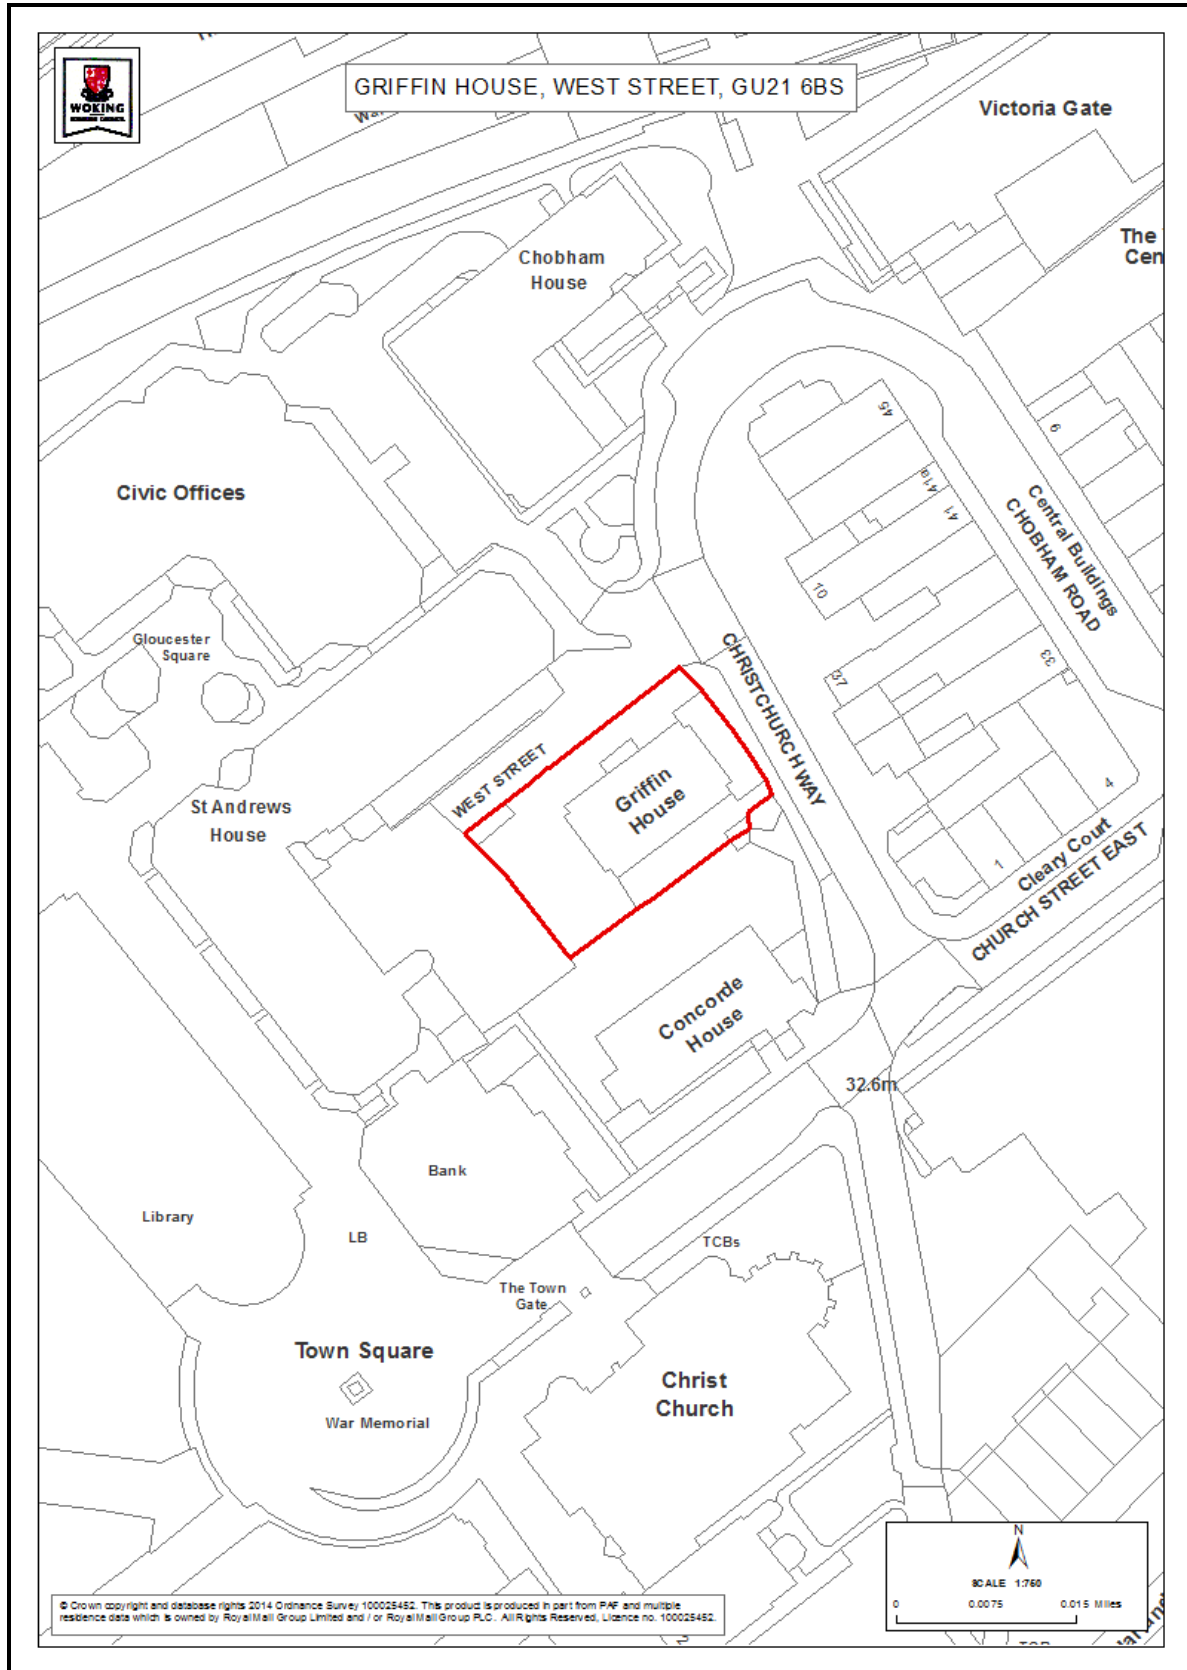 WOKING
BOROUGH COUNCIL
GRIFFIN HOUSE, WEST STREET, GU21 6BS
Victoria Gate
The
Cen
Chobham
House
45
9
41a
41
Central Buildings
CHOBHAM ROAD
Civic Offices
10
Gloucester
Square
33
37
CHRISTCHURCH WAY
WEST STREET
Griffin
House
St Andrews
House
4
1
Cleary Court
CHURCH STREET EAST
Concorde
House
32.6m
Bank
Library
LB
TCBs
The Town
Gate
Town Square
War Memorial
Christ
Church
N
SCALE 1:750
0 0.0075 0.015 Miles
© Crown copyright and database rights 2014 Ordnance Survey 100025452. This product is produced in part from PAF and multiple
residence data which is owned by Royal Mail Group Limited and / or Royal Mail Group PLC. All Rights Reserved, Licence no. 100025452.
2